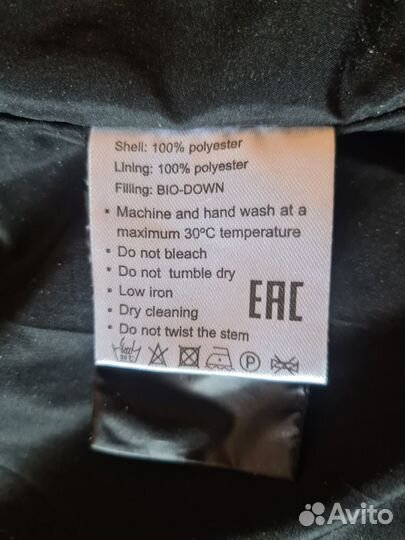 Shell: 100% polyester
Lining: 100% polyester
Filling: BIO-DOWN
• Machine and hand wash at a
maximum 30ºC temperature
• Do not bleach
• Do not tumble dry
• Low iron
• Dry cleaning
• Do not twist the stem
EAC
30°C
P
Avito